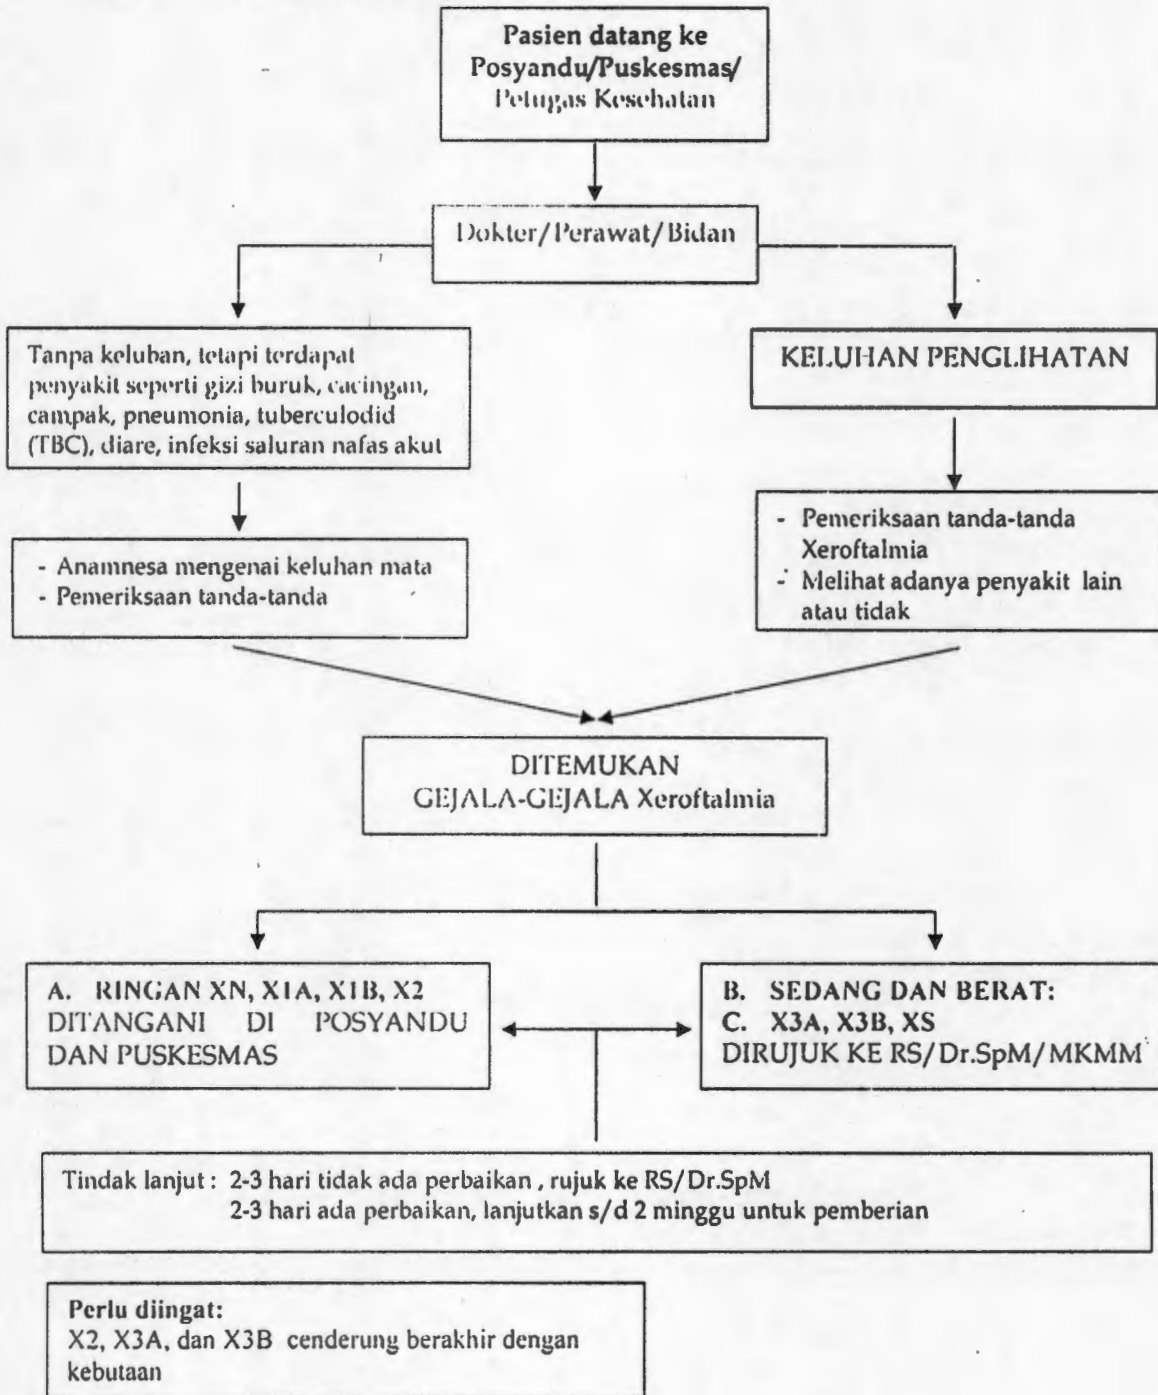 Pasien datang ke
Posyandu/Puskesmas/
Petugas Kesehatan
Dokter/Perawat/Bidan
Tanpa keluhan, tetapi terdapat
penyakit seperti gizi buruk, cacingan,
campak, pneumonia, tuberculodid
(TBC), diare, infeksi saluran nafas akut
KELUHAN PENGLIHATAN
- Anamnesa mengenai keluhan mata
- Pemeriksaan tanda-tanda
- Pemeriksaan tanda-tanda
Xeroftalmia
- Melihat adanya penyakit lain
atau tidak
DITEMUKAN
GEJALA-GEJALA Xeroftalmia
A. RINGAN XN, X1A, X1B, X2
DITANGANI DI POSYANDU
DAN PUSKESMAS
B. SEDANG DAN BERAT:
C. X3A, X3B, XS
DIRUJUK KE RS/Dr.SpM/MKMM
Tindak lanjut : 2-3 hari tidak ada perbaikan , rujuk ke RS/Dr.SpM
2-3 hari ada perbaikan, lanjutkan s/d 2 minggu untuk pemberian
Perlu diingat:
X2, X3A, dan X3B cenderung berakhir dengan
kebutaan